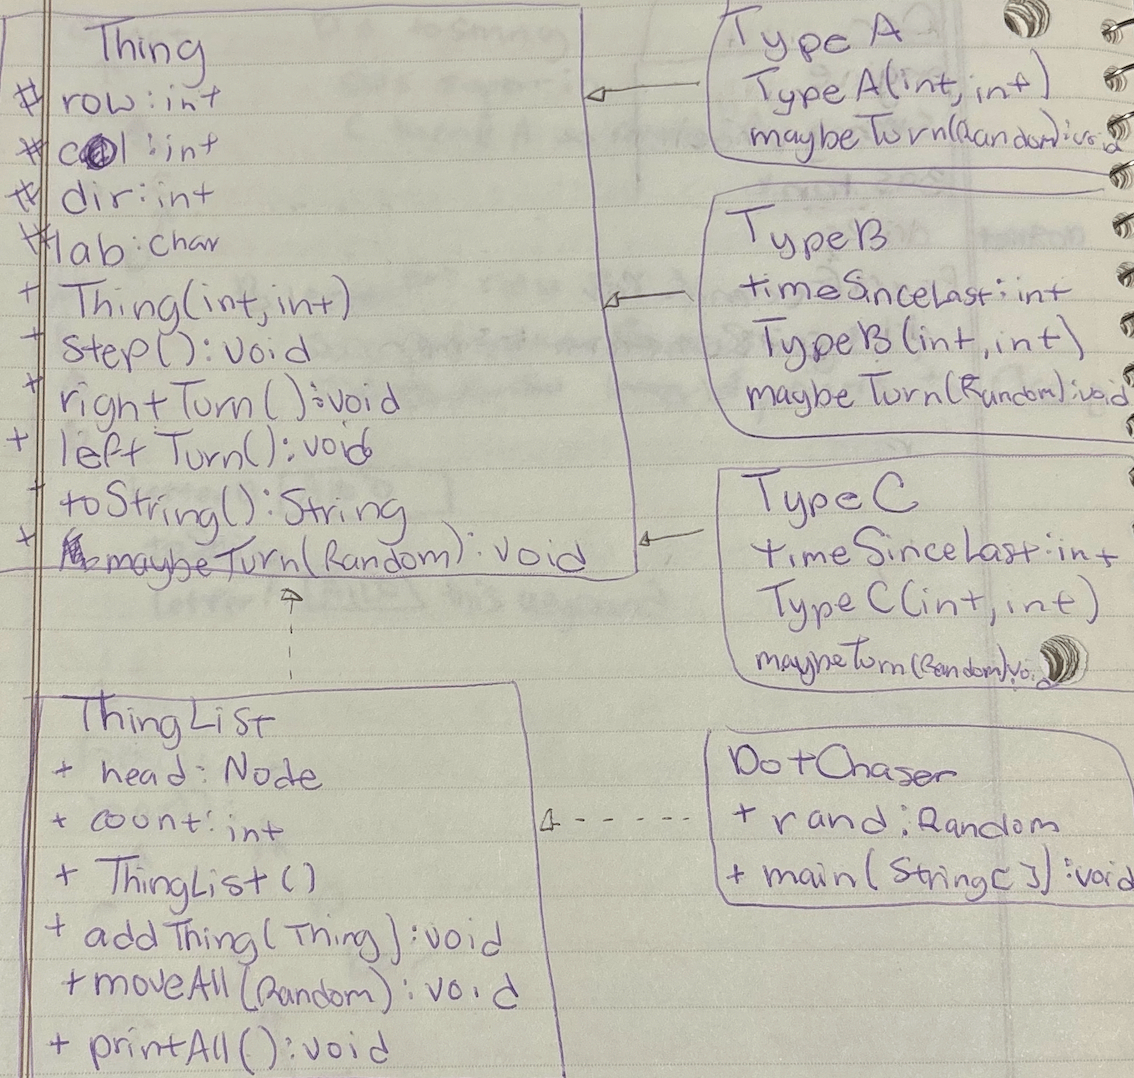 Thing
# row: int
# col: int
# dir: int
# lab: char
+ Thing(int, int)
+ step(): void
+ rightTurn(): void
+ leftTurn(): void
+ toString(): String
+ maybeTurn(Random): void
TypeA
TypeA(int, int)
maybeTurn(Random): void
TypeB
timeSinceLast: int
TypeB(int, int)
maybeTurn(Random): void
TypeC
timeSinceLast: int
TypeC(int, int)
maybeTurn(Random): void
ThingList
+ head: Node
+ count: int
+ ThingList()
+ addThing(Thing): void
+ moveAll(Random): void
+ printAll(): void
DotChaser
+ rand: Random
+ main(String[]): void